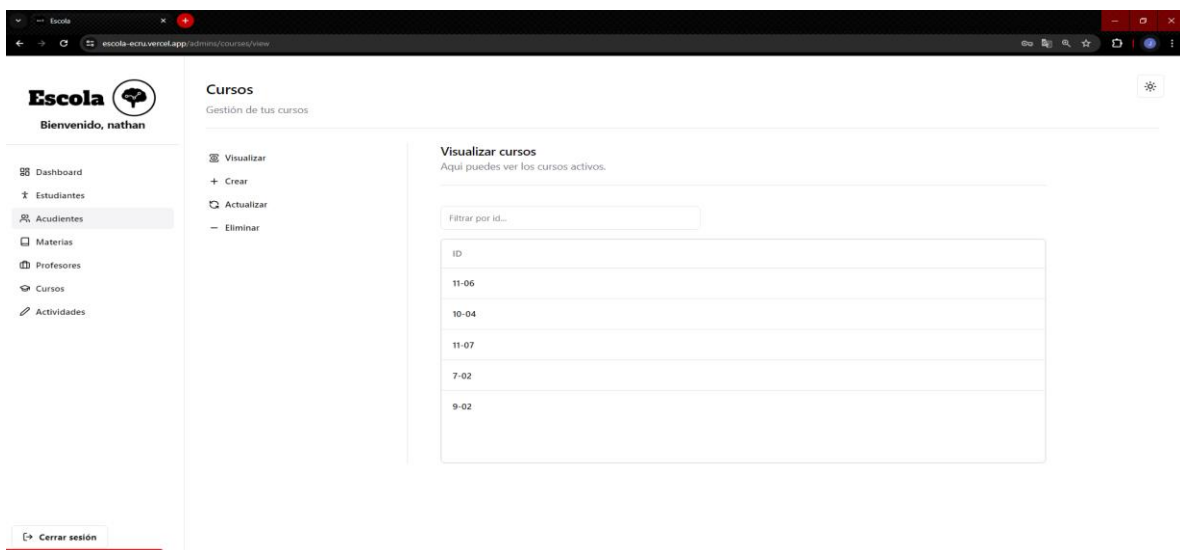 Escola
escola-ecru.vercel.app/admins/courses/view
Escola
Bienvenido, nathan
Dashboard
Estudiantes
Acudientes
Materias
Profesores
Cursos
Actividades
Cerrar sesión
Cursos
Gestión de tus cursos
Visualizar
Crear
Actualizar
Eliminar
Visualizar cursos
Aquí puedes ver los cursos activos.
Filtrar por id...
ID
11-06
10-04
11-07
7-02
9-02